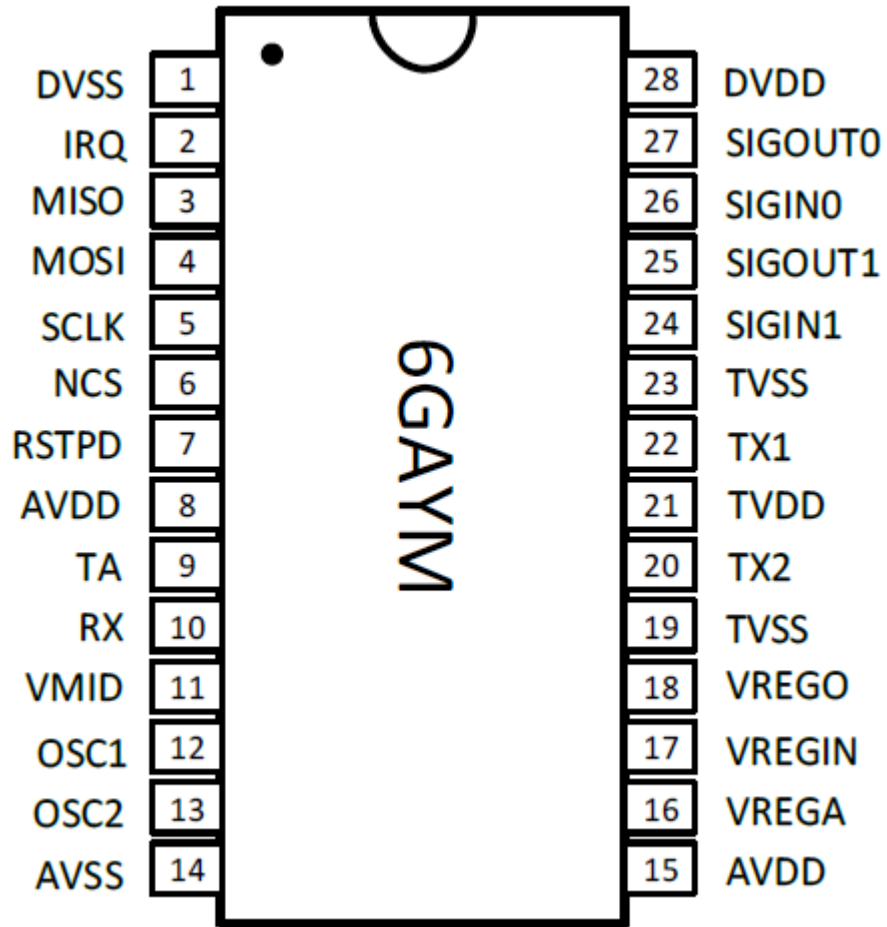 DVSS 1 28 DVDD
IRQ 2 27 SIGOUT0
MISO 3 26 SIGIN0
MOSI 4 25 SIGOUT1
SCLK 5 24 SIGIN1
NCS 6 23 TVSS
RSTPD 7 22 TX1
AVDD 8 21 TVDD
TA 9 20 TX2
RX 10 19 TVSS
VMID 11 18 VREGO
OSC1 12 17 VREGIN
OSC2 13 16 VREGA
AVSS 14 15 AVDD
6GAYM